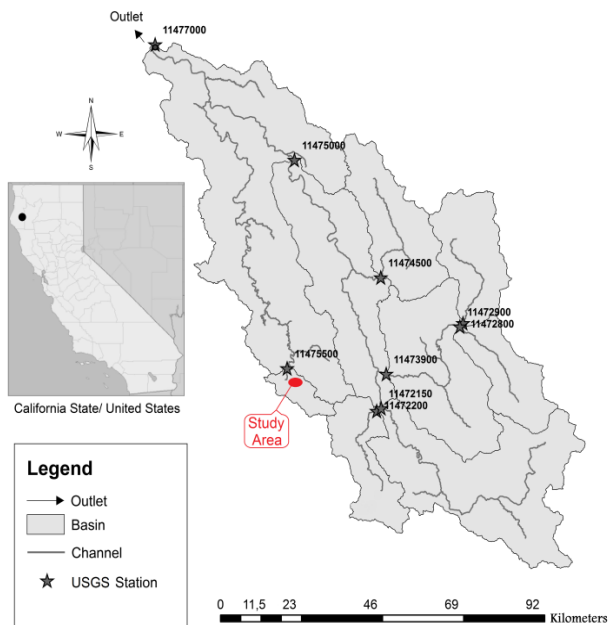 Outlet
11477000
N
W E
S
11475000
11474500
11472900
11472800
11475500
11473900
11472150
11472200
Study
Area
California State/ United States
Legend
Outlet
Basin
Channel
USGS Station
0 11,5 23 46 69 92
Kilometers